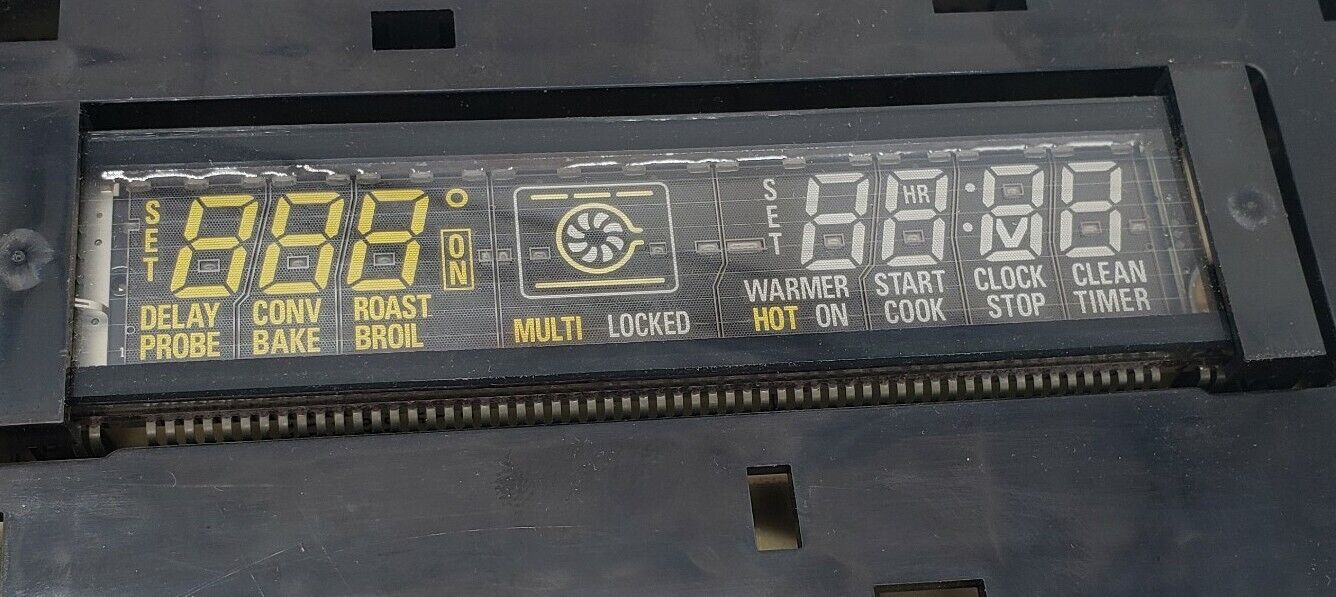 SET 888° ON
SET 88:88
HR
DELAY CONV ROAST
PROBE BAKE BROIL
MULTI LOCKED
WARMER START CLOCK CLEAN
HOT ON COOK STOP TIMER